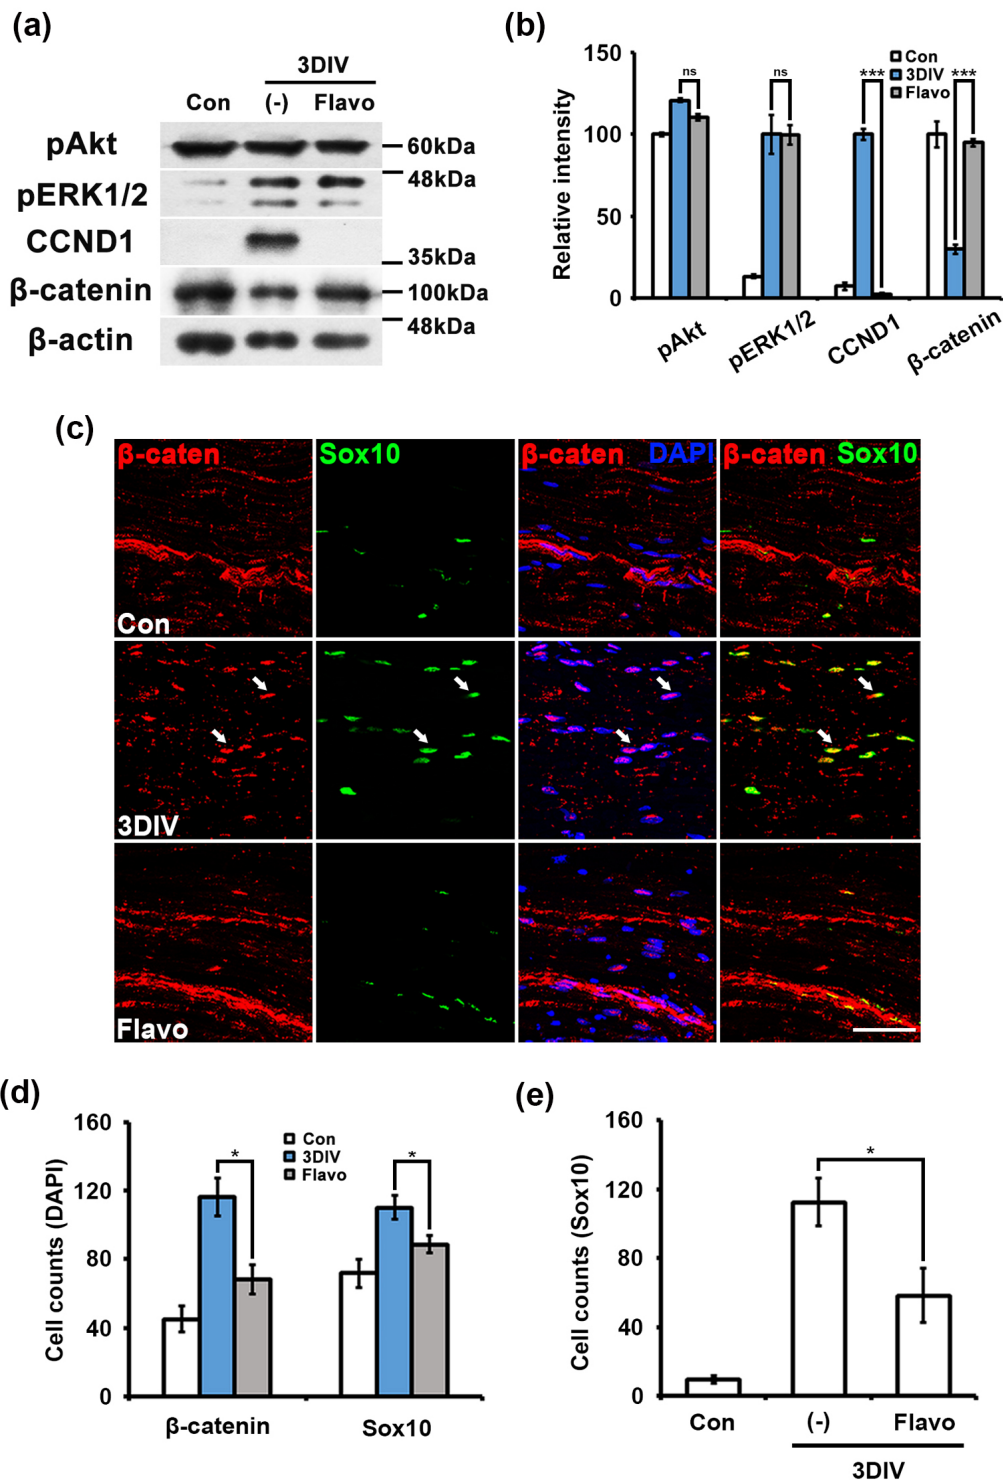 (a)
3DIV
Con (-) Flavo
pAkt 60kDa
48kDa
pERK1/2
CCND1
35kDa
β-catenin 100kDa
48kDa
β-actin
(b)
150
100
50
0
Relative intensity
Con
3DIV
Flavo
ns ns *** ***
pAkt pERK1/2 CCND1 β-catenin
(c)
β-caten Sox10 β-caten DAPI β-caten Sox10
Con
3DIV
Flavo
(d)
160
120
80
40
0
Cell counts (DAPI)
Con
3DIV
Flavo
* *
β-catenin Sox10
(e)
160
120
80
40
0
Cell counts (Sox10)
*
Con (-) Flavo
3DIV